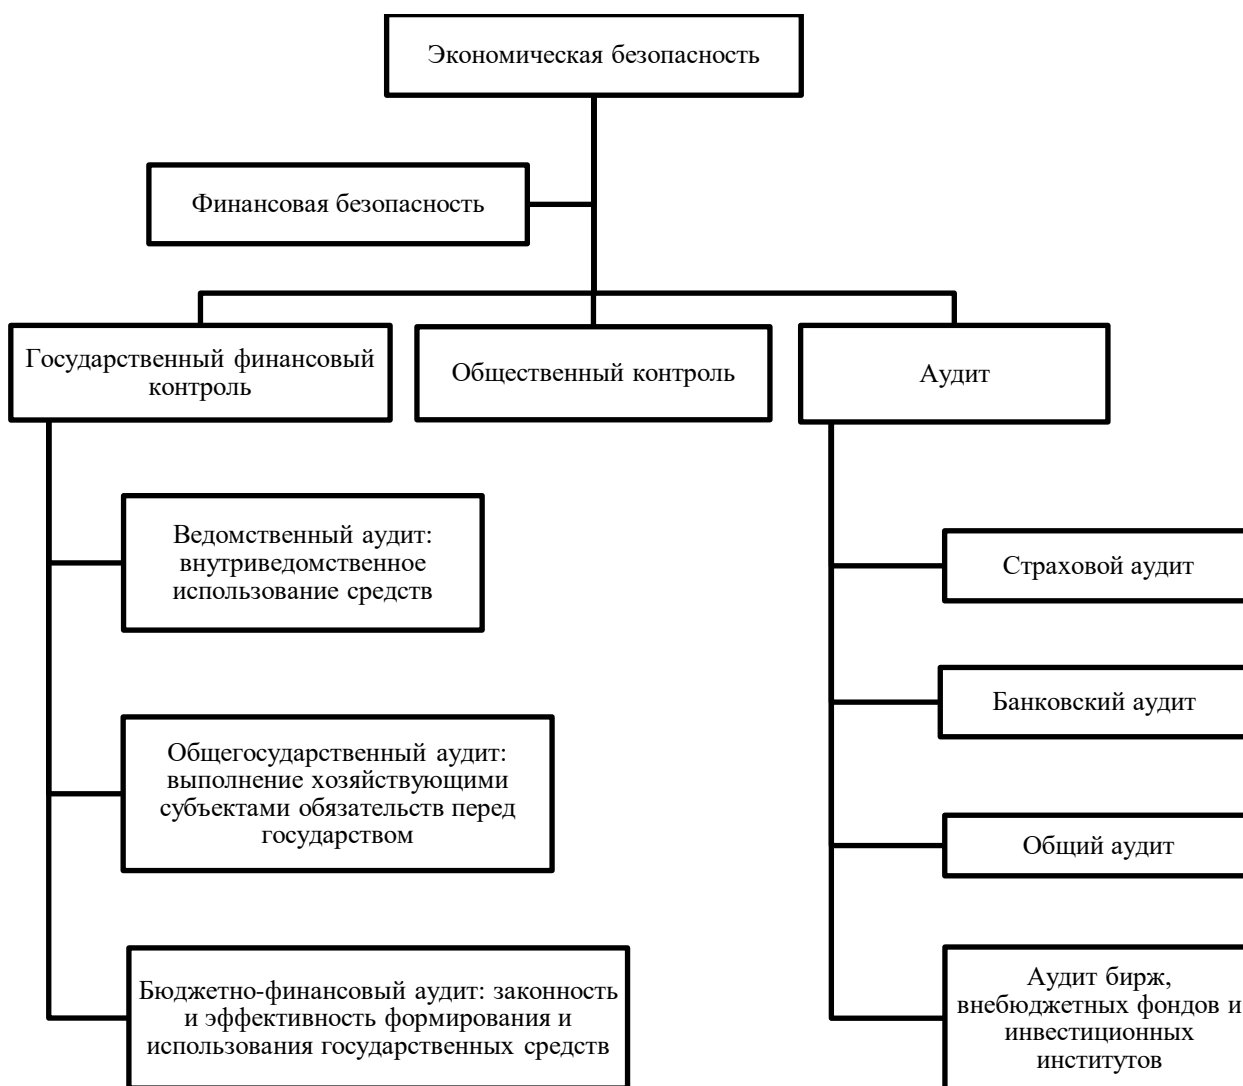 Экономическая безопасность
Финансовая безопасность
Государственный финансовый
контроль
Общественный контроль
Аудит
Ведомственный аудит:
внутриведомственное
использование средств
Общегосударственный аудит:
выполнение хозяйствующими
субъектами обязательств перед
государством
Бюджетно-финансовый аудит: законность
и эффективность формирования и
использования государственных средств
Страховой аудит
Банковский аудит
Общий аудит
Аудит бирж,
внебюджетных фондов и
инвестиционных
институтов